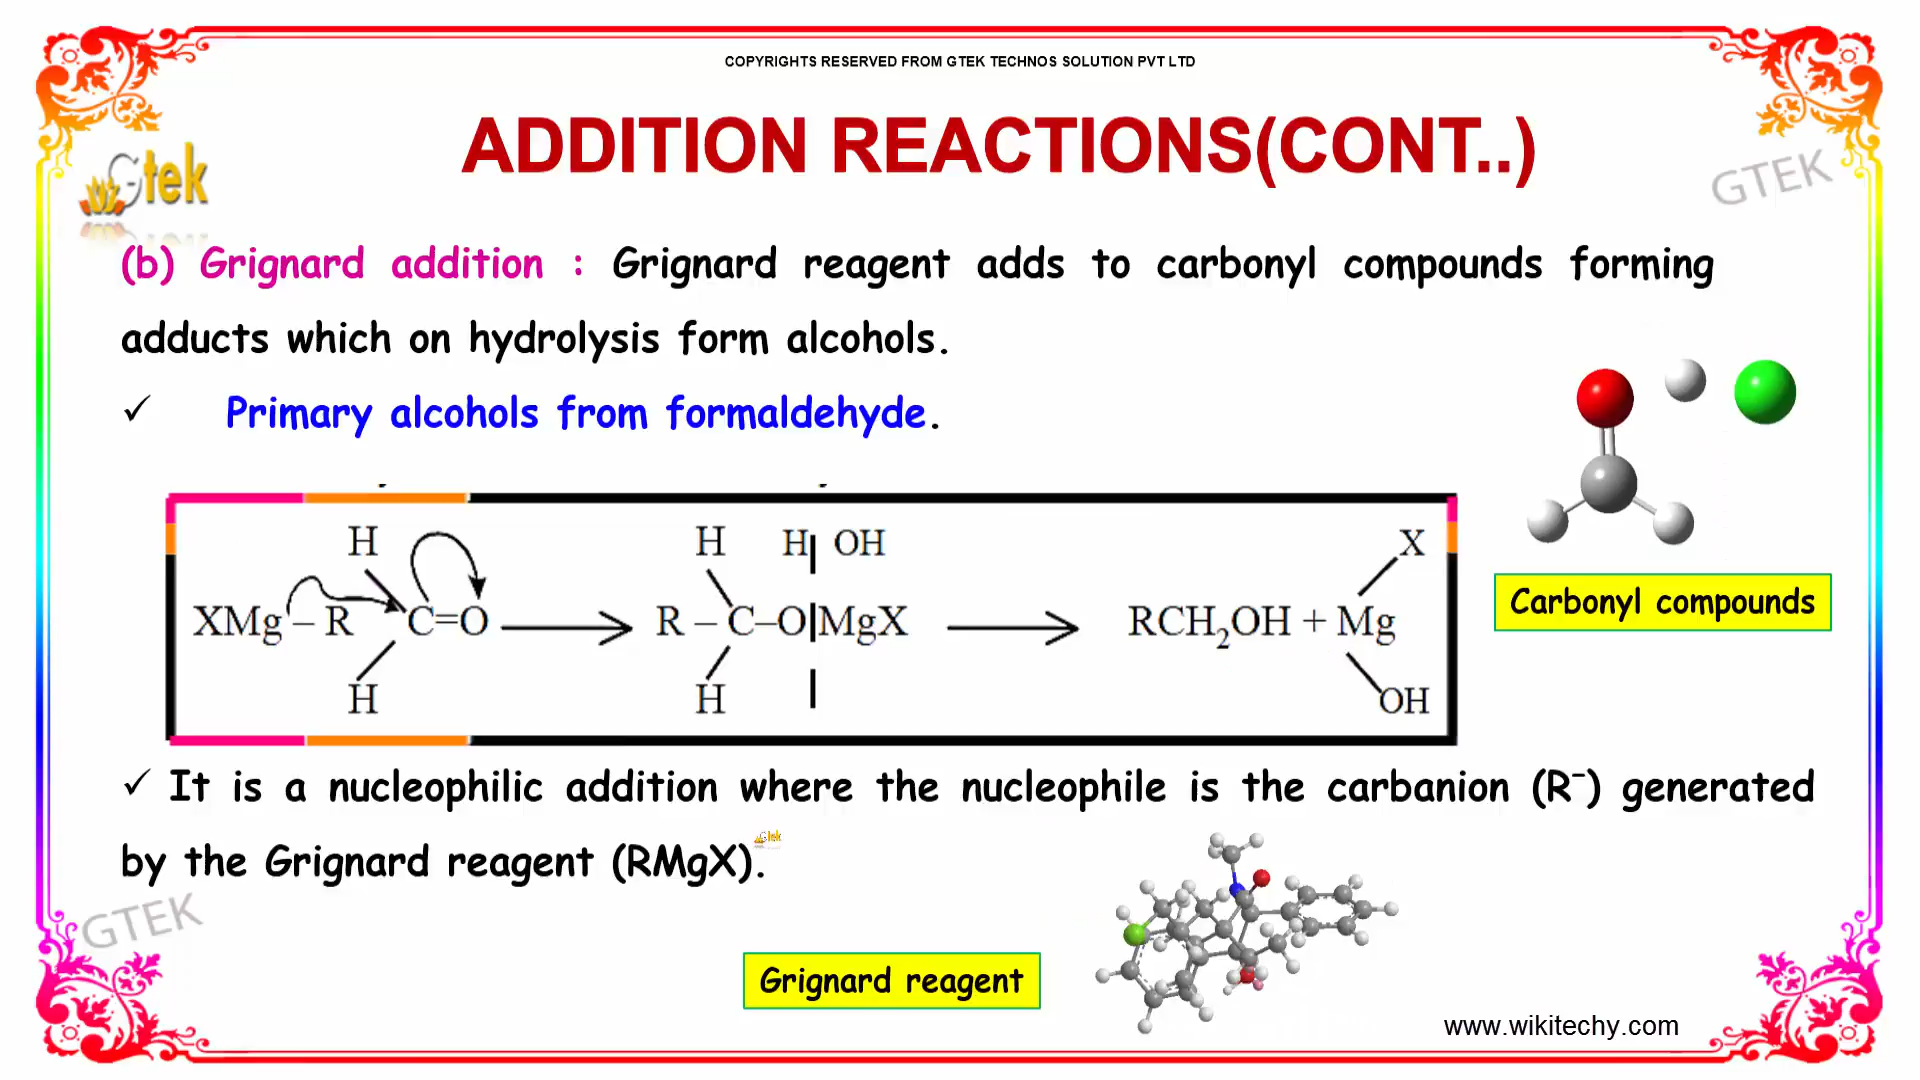 COPYRIGHTS RESERVED FROM GTEK TECHNOS SOLUTION PVT LTD
ADDITION REACTIONS(CONT..)
Gtek
GTEK
(b) Grignard addition : Grignard reagent adds to carbonyl compounds forming
adducts which on hydrolysis form alcohols.
✓ Primary alcohols from formaldehyde.
H H H OH X
XMg – R C=O R – C–O MgX RCH₂OH + Mg
H H OH
Carbonyl compounds
✓ It is a nucleophilic addition where the nucleophile is the carbanion (R⁻) generated
by the Grignard reagent (RMgX).
Gtek
GTEK
Grignard reagent
www.wikitechy.com